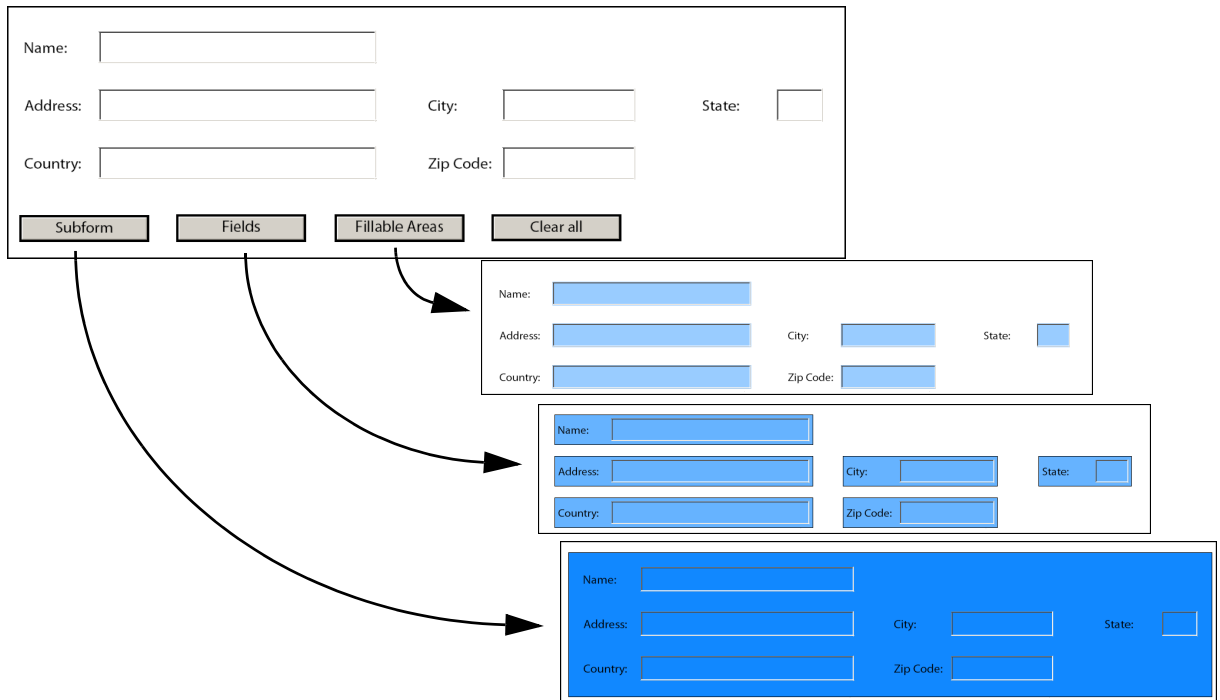 Name:
Address: City: State:
Country: Zip Code:
Subform Fields Fillable Areas Clear all
Name:
Address: City: State:
Country: Zip Code:
Name:
Address: City: State:
Country: Zip Code:
Name:
Address: City: State:
Country: Zip Code: